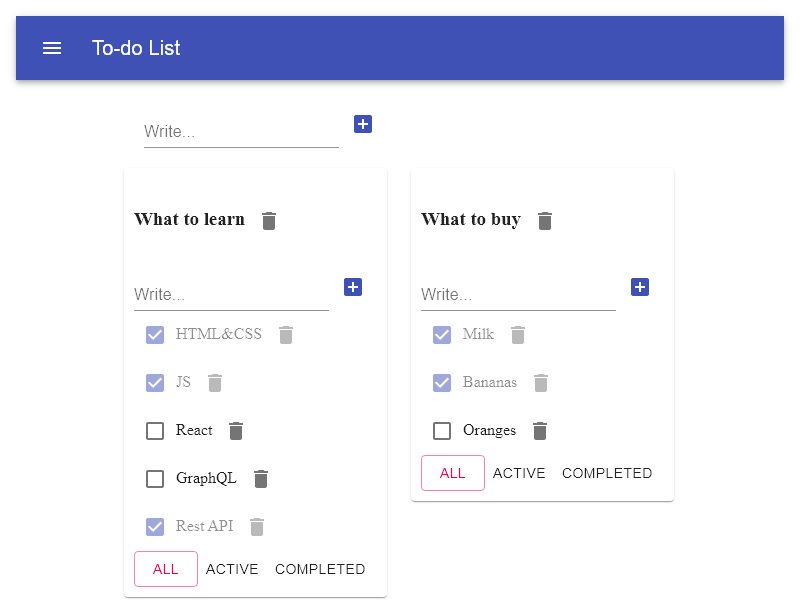 To-do List
Write...
What to learn
Write...
HTML&CSS
JS
React
GraphQL
Rest API
ALL ACTIVE COMPLETED
What to buy
Write...
Milk
Bananas
Oranges
ALL ACTIVE COMPLETED